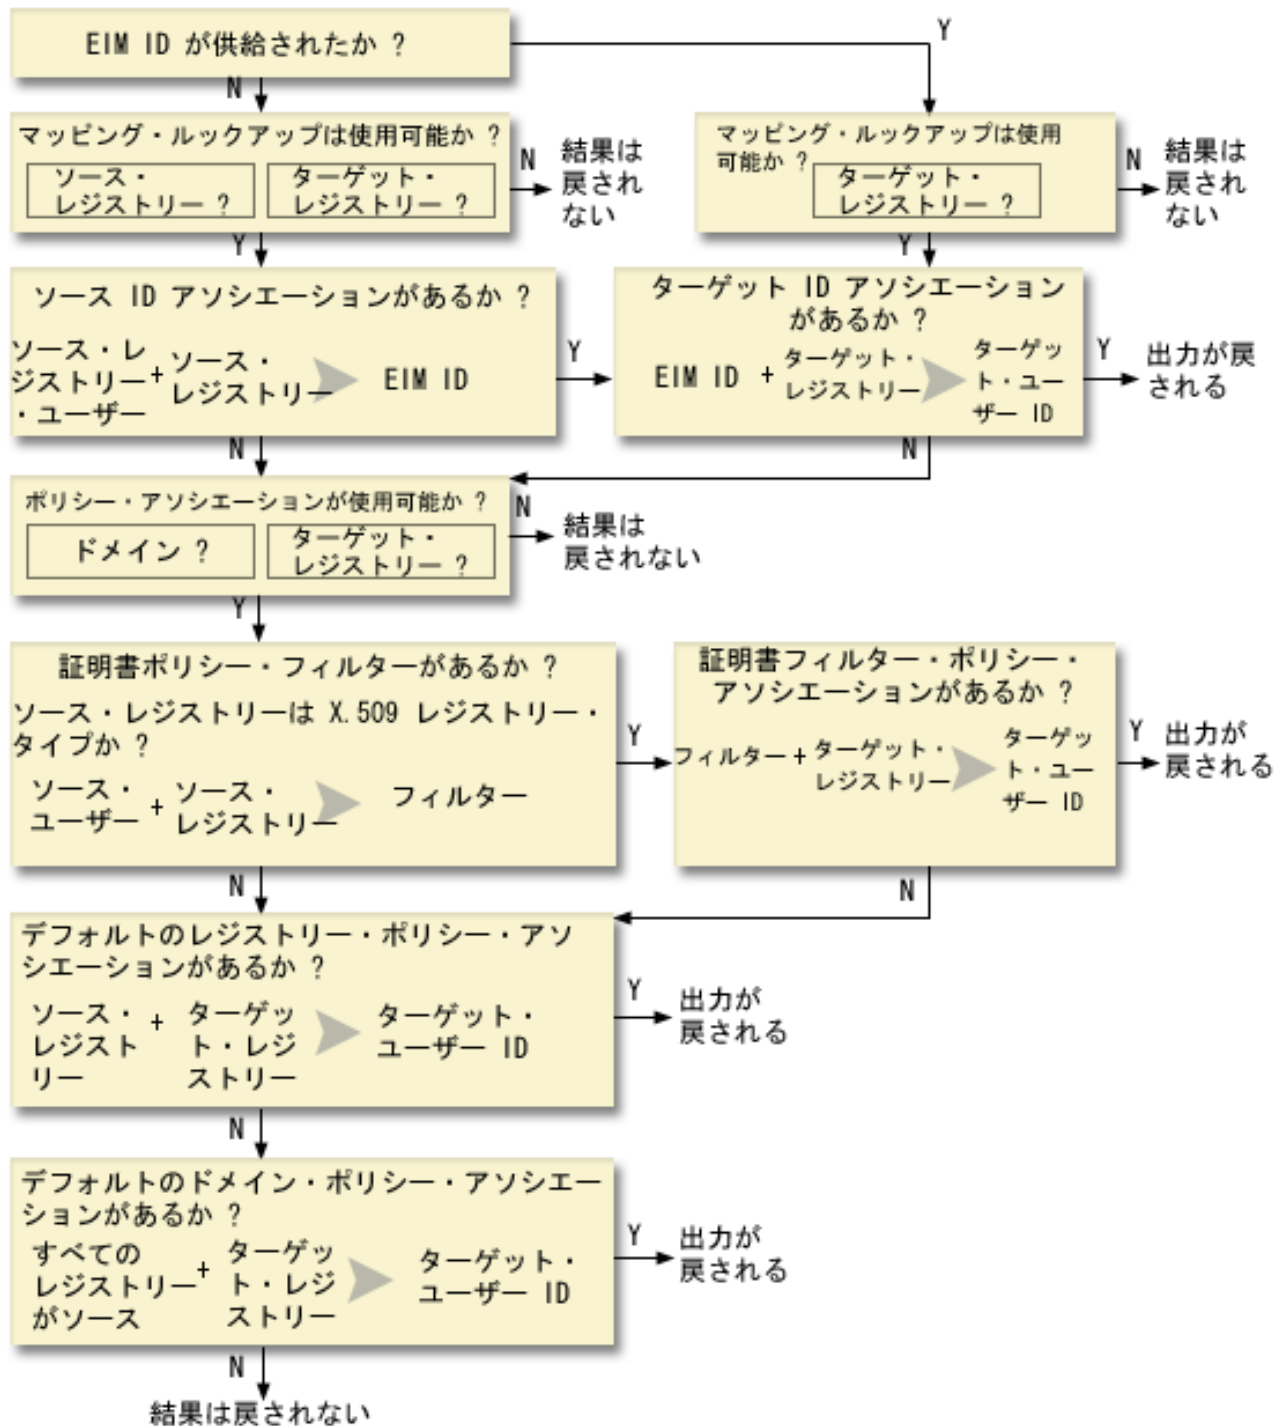 EIM ID が供給されたか ?
Y
N
マッピング・ルックアップは使用可能か ?
ソース・
レジストリー ?
ターゲット・
レジストリー ?
N
結果は
戻され
ない
マッピング・ルックアップは使用
可能か ?
ターゲット・
レジストリー ?
N
結果は
戻され
ない
Y
Y
ソース ID アソシエーションがあるか ?
ソース・レ
ジストリー
・ユーザー
+
ソース・
レジストリー
EIM ID
Y
ターゲット ID アソシエーション
があるか ?
EIM ID
+
ターゲット・
レジストリー
ターゲッ
ト・ユー
ザー ID
Y
出力が戻
される
N
N
ポリシー・アソシエーションが使用可能か ?
ドメイン ?
ターゲット・
レジストリー ?
N
結果は
戻されない
Y
証明書ポリシー・フィルターがあるか ?
ソース・レジストリーは X.509 レジストリー・
タイプか ?
ソース・
ユーザー
+
ソース・
レジストリー
フィルター
Y
証明書フィルター・ポリシー・
アソシエーションがあるか ?
フィルター
+
ターゲット・
レジストリー
ターゲッ
ト・ユー
ザー ID
Y
出力が
戻される
N
N
デフォルトのレジストリー・ポリシー・アソ
シエーションがあるか ?
ソース・
レジスト
リー
+
ターゲッ
ト・レジ
ストリー
ターゲット・
ユーザー ID
Y
出力が
戻される
N
デフォルトのドメイン・ポリシー・アソシエー
ションがあるか ?
すべての
レジストリー
がソース
+
ターゲッ
ト・レジ
ストリー
ターゲット・
ユーザー ID
Y
出力が
戻される
N
結果は戻されない